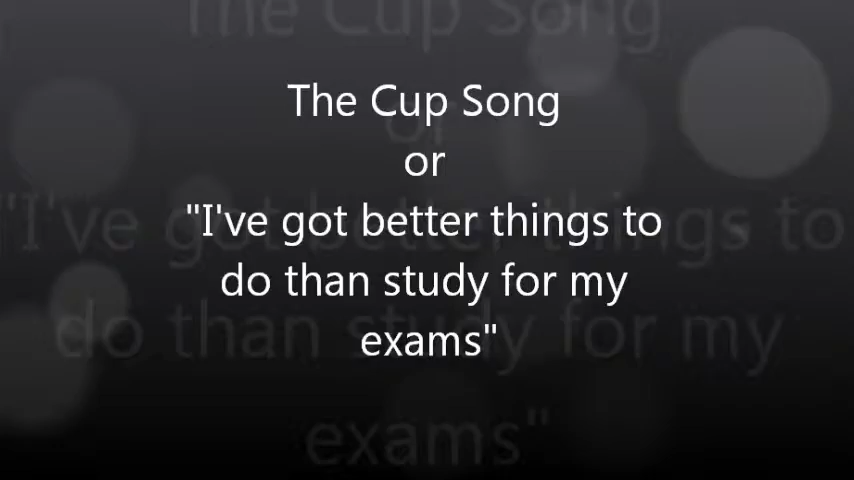 The Cup Song
or
"I've got better things to
do than study for my
exams"